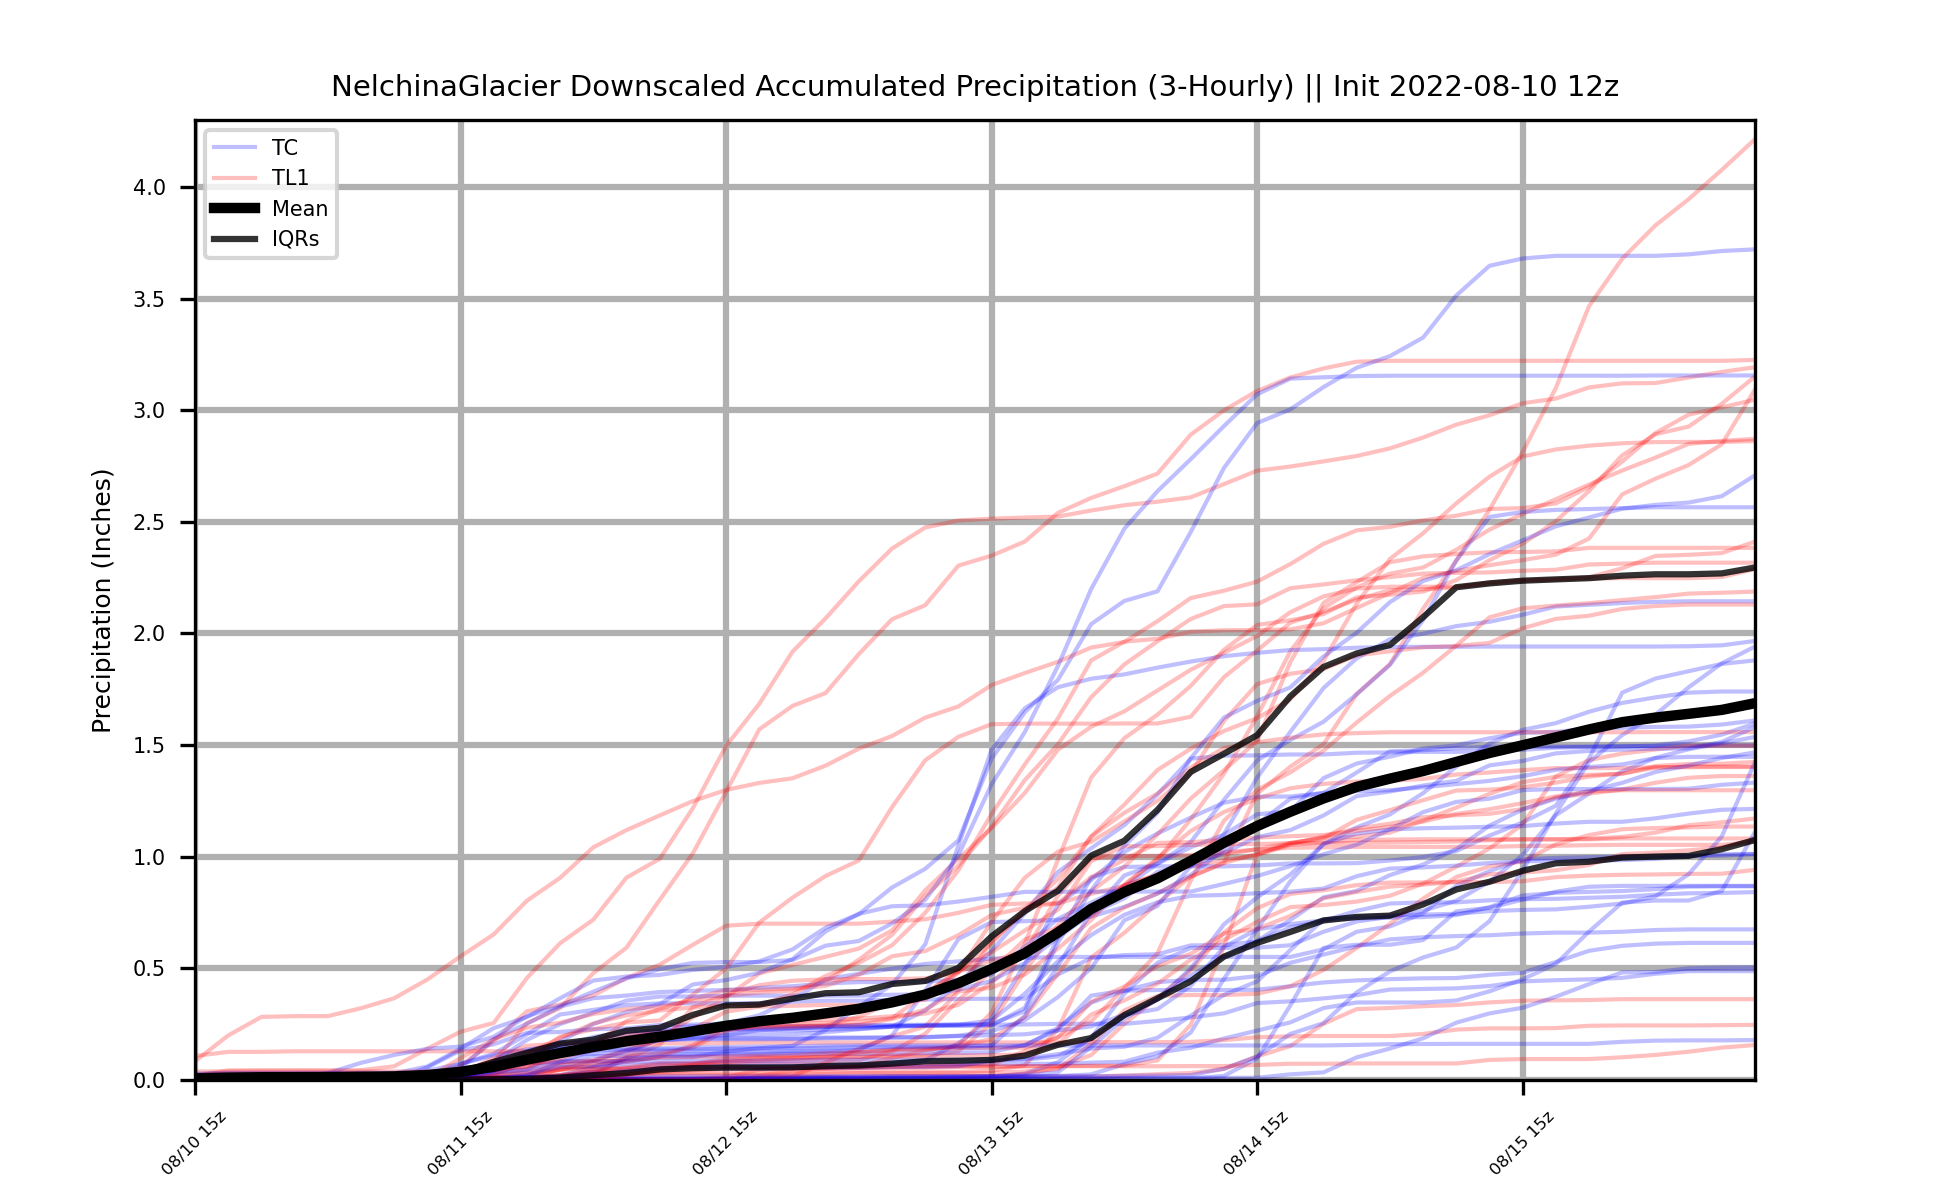 NelchinaGlacier Downscaled Accumulated Precipitation (3-Hourly) || Init 2022-08-10 12z
TC
TL1
Mean
IQRs
Precipitation (Inches)
4.0
3.5
3.0
2.5
2.0
1.5
1.0
0.5
0.0
08/10 15z
08/11 15z
08/12 15z
08/13 15z
08/14 15z
08/15 15z